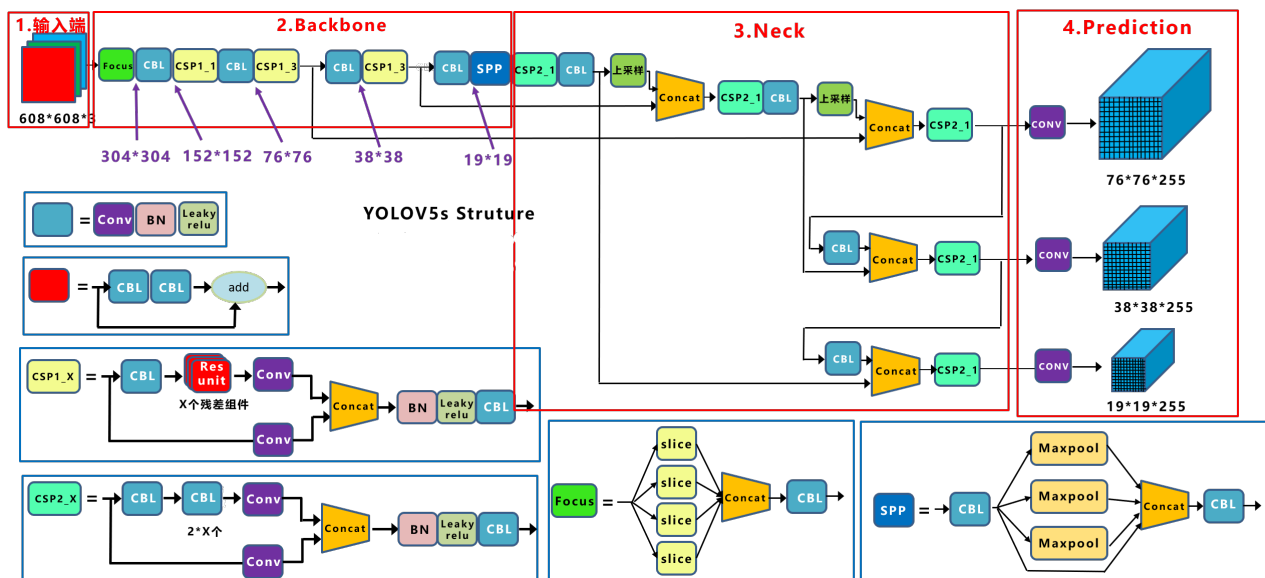 1.输入端
2.Backbone
3.Neck
4.Prediction
Focus
CBL
CSP1_1
CBL
CSP1_3
CBL
CSP1_3
CBL
SPP
CSP2_1
CBL
上采样
Concat
CSP2_1
CBL
上采样
Concat
CSP2_1
CONV
608*608*3
304*304
152*152
76*76
38*38
19*19
76*76*255
YOLOV5s Struture
CBL
Concat
CSP2_1
CONV
38*38*255
CBL
Concat
CSP2_1
CONV
19*19*255
=
Conv
BN
Leaky
relu
=
CBL
CBL
add
CSP1_X
=
CBL
Res
unit
X个残差组件
Conv
Conv
Concat
BN
Leaky
relu
CBL
CSP2_X
=
CBL
CBL
2*X个
Conv
Conv
Concat
BN
Leaky
relu
CBL
Focus
=
slice
slice
slice
slice
Concat
CBL
SPP
=
CBL
Maxpool
Maxpool
Maxpool
Concat
CBL